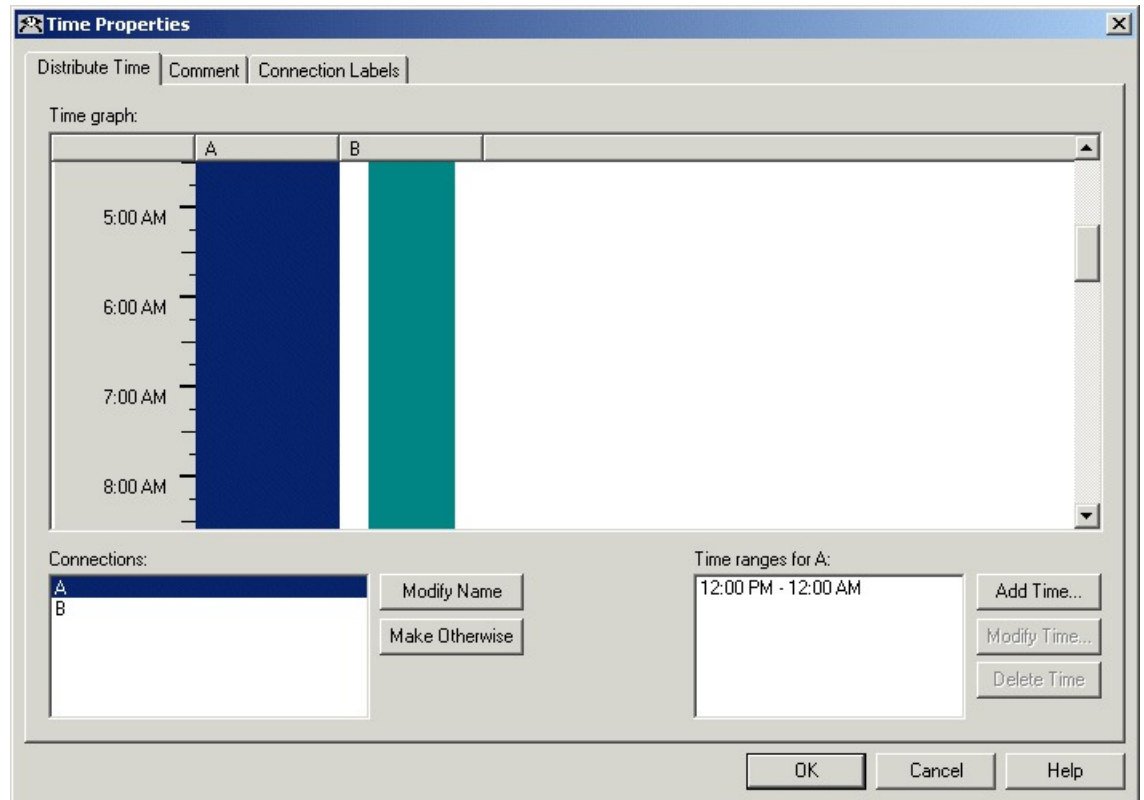 Time Properties
Distribute Time Comment Connection Labels
Time graph:
A B
5:00 AM
6:00 AM
7:00 AM
8:00 AM
Connections:
A
B
Modify Name
Make Otherwise
Time ranges for A:
12:00 PM - 12:00 AM
Add Time...
Modify Time...
Delete Time
OK Cancel Help